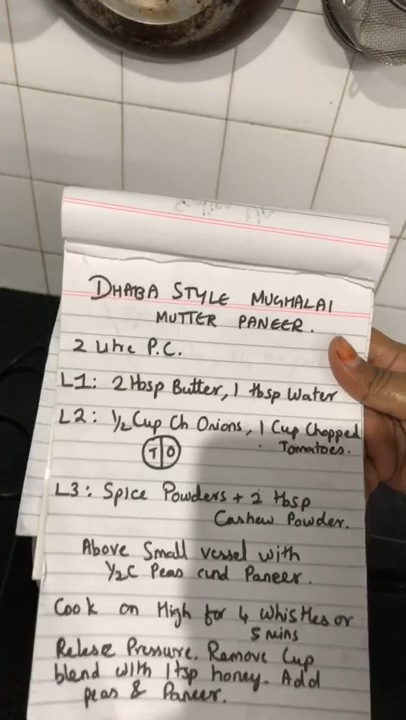 DHABA STYLE MUGHALAI
MUTTER PANEER.
2 Litre P.C.
L1: 2 tbsp Butter, 1 tbsp Water
L2: 1/2 Cup Ch Onions, 1 Cup Chopped
Tomatoes.
T O
L3: Spice Powders + 2 tbsp
Cashew Powder.
Above Small vessel with
1/2 C Peas and Paneer.
Cook on High for 4 Whistles or
5 mins
Release Pressure. Remove Cup
blend with 1 tsp honey. Add
peas & Paneer.